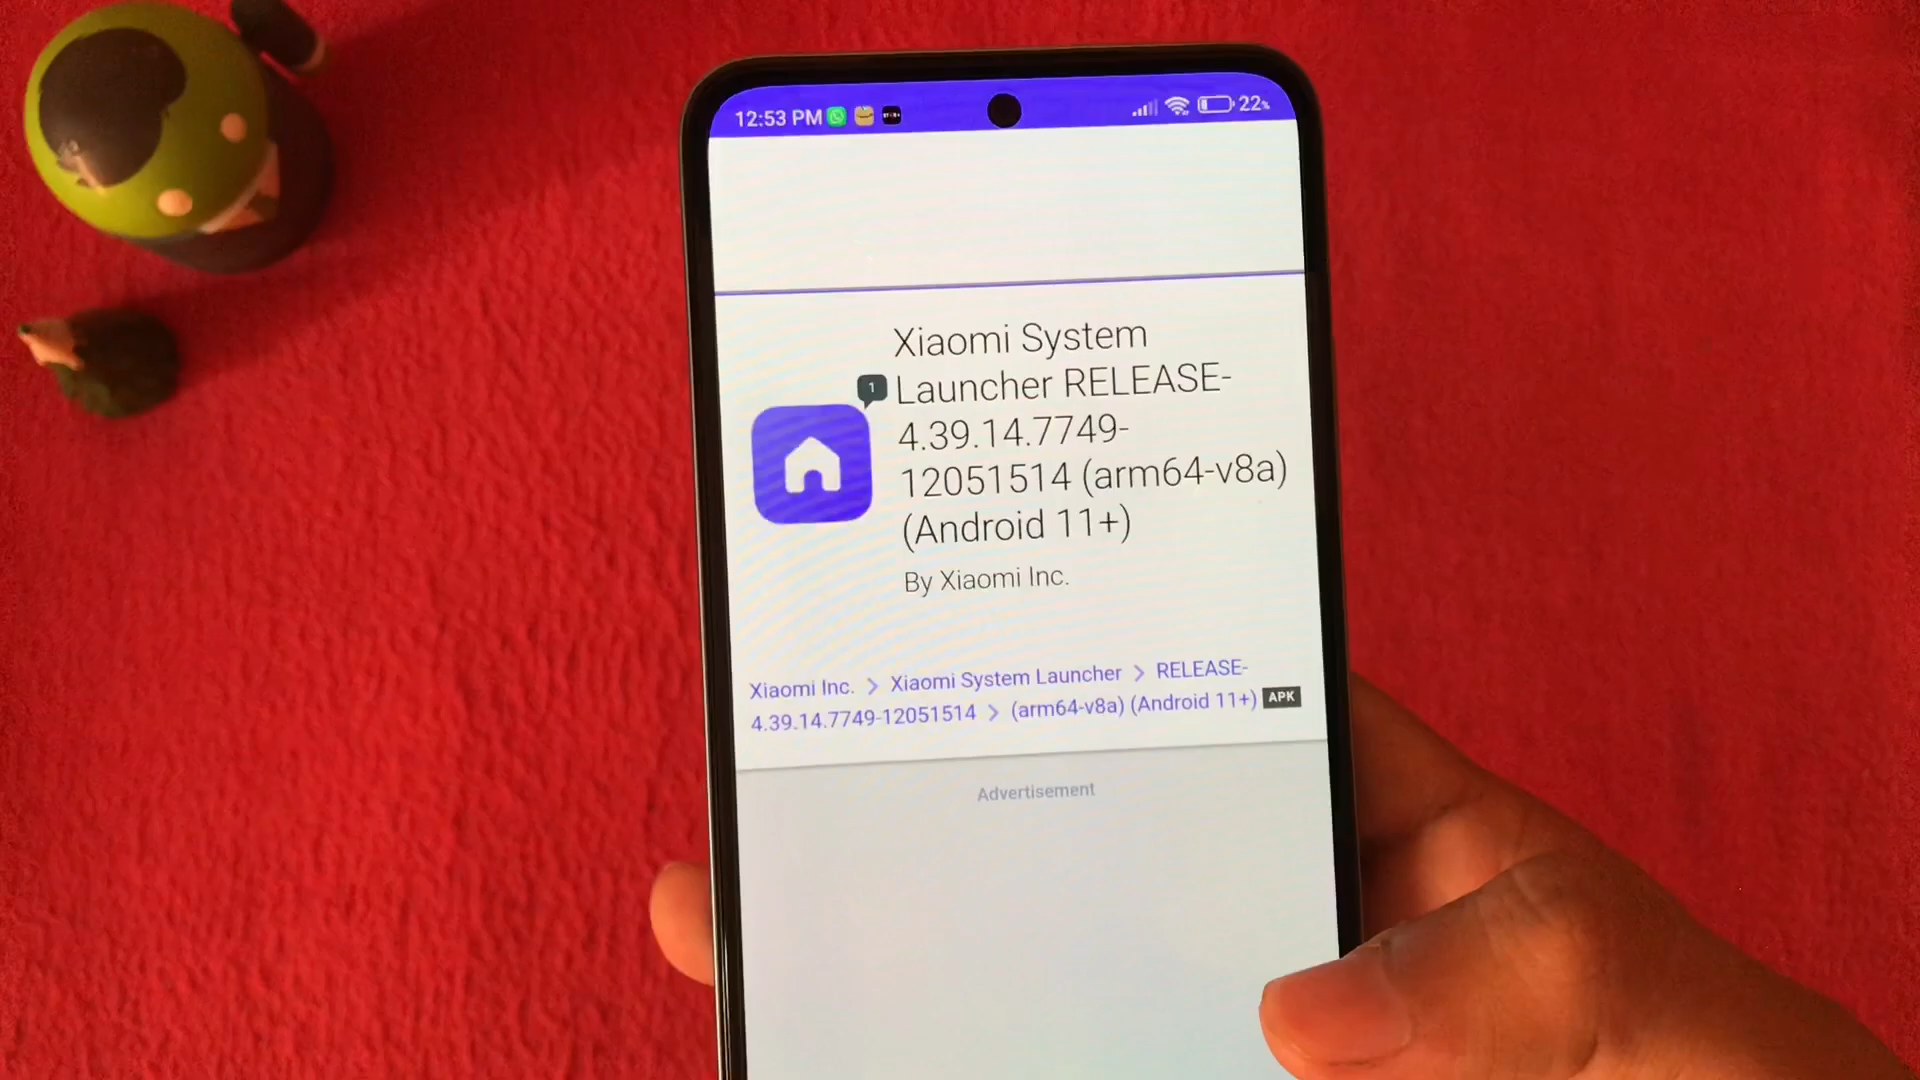 12:53 PM
22%
Xiaomi System
1
Launcher RELEASE-
4.39.14.7749-
12051514 (arm64-v8a)
(Android 11+)
By Xiaomi Inc.
Xiaomi Inc. > Xiaomi System Launcher > RELEASE-
4.39.14.7749-12051514 > (arm64-v8a) (Android 11+) APK
Advertisement